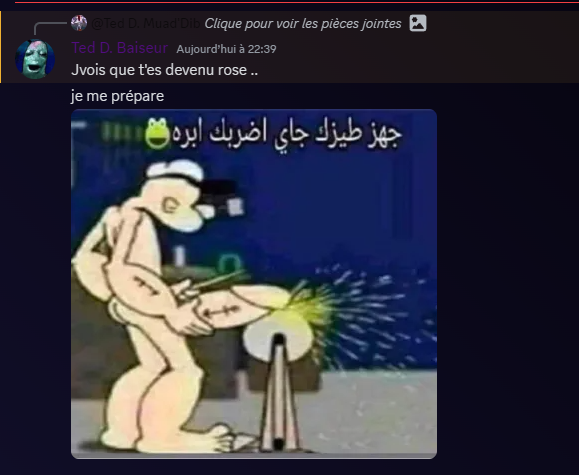 @Ted D. Muad'Dib Clique pour voir les pièces jointes
Ted D. Baiseur Aujourd'hui à 22:39
Jvois que t'es devenu rose ..
je me prépare
جهز طيزك جاي اضربك ابره